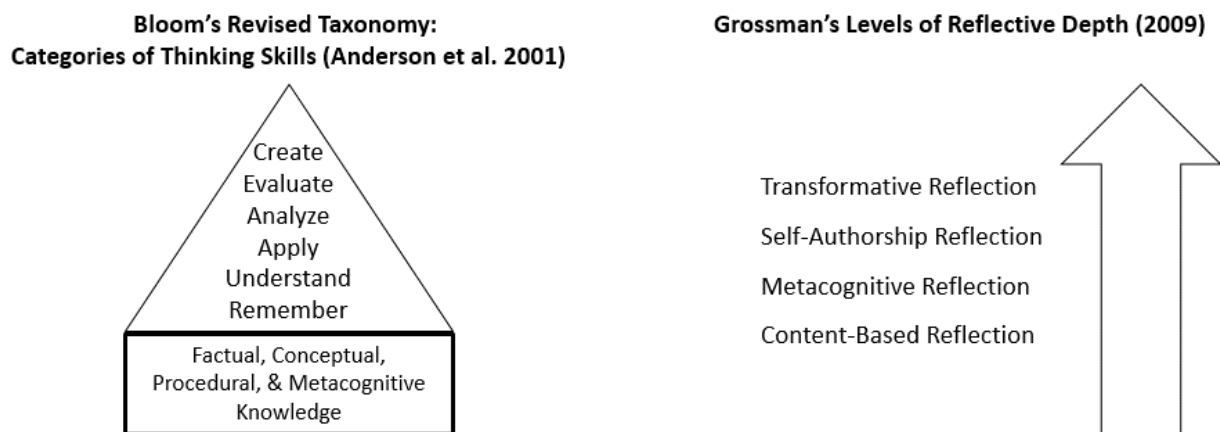 Bloom’s Revised Taxonomy:
Categories of Thinking Skills (Anderson et al. 2001)
Create
Evaluate
Analyze
Apply
Understand
Remember
Factual, Conceptual,
Procedural, & Metacognitive
Knowledge
Grossman’s Levels of Reflective Depth (2009)
Transformative Reflection
Self-Authorship Reflection
Metacognitive Reflection
Content-Based Reflection